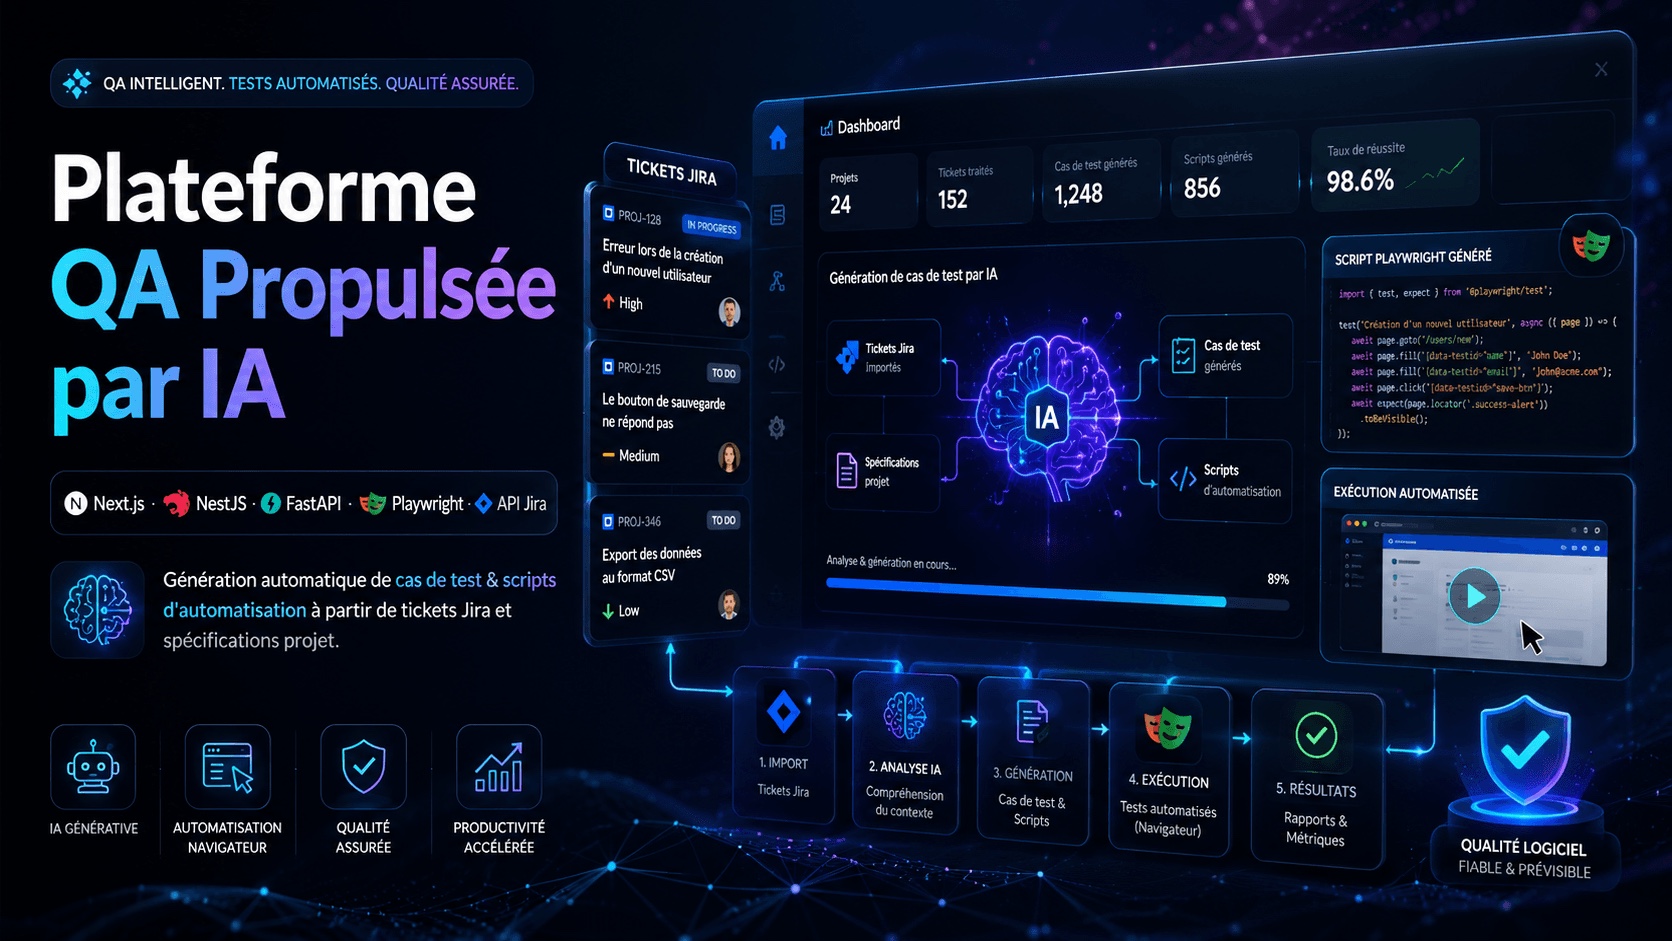 QA INTELLIGENT. TESTS AUTOMATISÉS. QUALITÉ ASSURÉE.
Plateforme
QA Propulsée
par IA
Next.js · NestJS · FastAPI · Playwright · API Jira
Génération automatique de cas de test & scripts
d'automatisation à partir de tickets Jira et
spécifications projet.
IA GÉNÉRATIVE
AUTOMATISATION
NAVIGATEUR
QUALITÉ
ASSURÉE
PRODUCTIVITÉ
ACCÉLÉRÉE
TICKETS JIRA
PROJ-128
IN PROGRESS
Erreur lors de la création
d'un nouvel utilisateur
High
PROJ-215
TO DO
Le bouton de sauvegarde
ne répond pas
Medium
PROJ-346
TO DO
Export des données
au format CSV
Low
Dashboard
Projets
24
Tickets traités
152
Cas de test générés
1,248
Scripts générés
856
Taux de réussite
98.6%
Génération de cas de test par IA
Tickets Jira
Importés
Spécifications
projet
IA
Cas de test
générés
Scripts
d'automatisation
Analyse & génération en cours...
89%
SCRIPT PLAYWRIGHT GÉNÉRÉ
import { test, expect } from '@playwright/test';
test('Création d'un nouvel utilisateur', async ({ page }) => {
await page.goto('/users/new');
await page.fill('[data-testid="name"]', 'John Doe');
await page.fill('[data-testid="email"]', 'john@acme.com');
await page.click('[data-testid="save-btn"]');
await expect(page.locator('.success-alert'))
.toBeVisible();
});
EXÉCUTION AUTOMATISÉE
1. IMPORT
Tickets Jira
2. ANALYSE IA
Compréhension
du contexte
3. GÉNÉRATION
Cas de test &
Scripts
4. EXÉCUTION
Tests automatisés
(Navigateur)
5. RÉSULTATS
Rapports &
Métriques
QUALITÉ LOGICIEL
FIABLE & PRÉVISIBLE